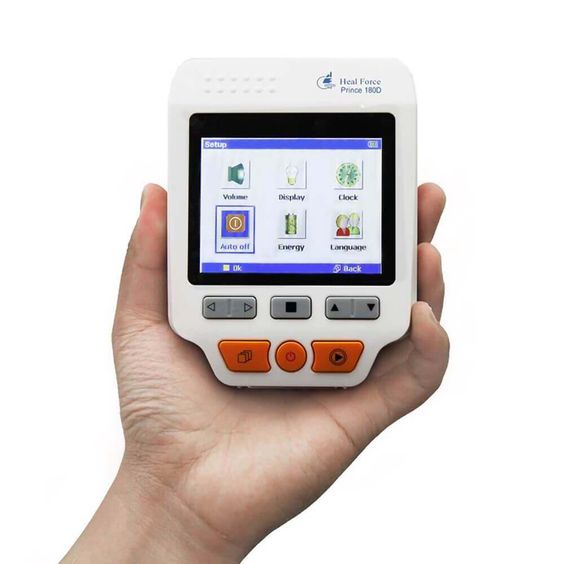 Heal Force
Prince 180D
Setup
Volume Display Clock
Auto off Energy Language
Ok Back